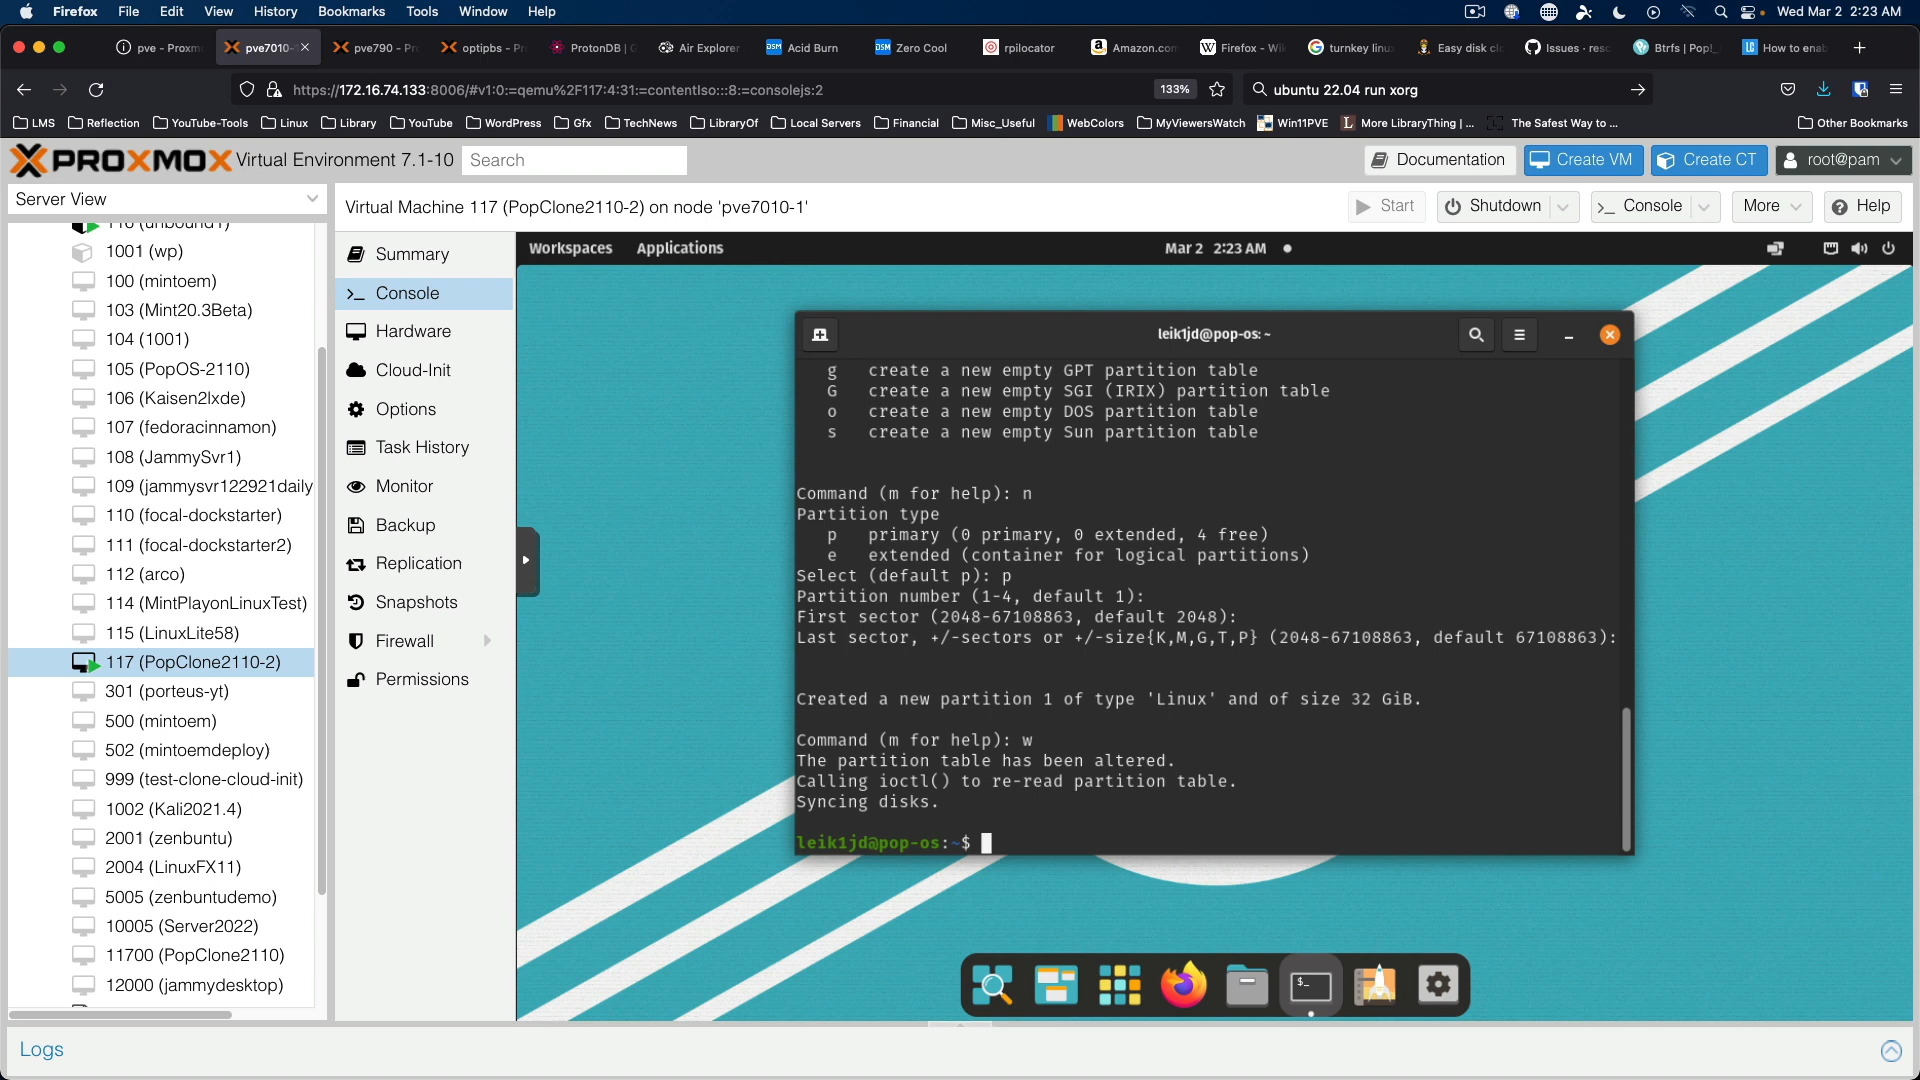 Firefox File Edit View History Bookmarks Tools Window Help Wed Mar 2 2:23 AM
pve - Proxm pve7010- pve790 - Pr optipbs - Pr ProtonDB | G Air Explorer DSM Acid Burn DSM Zero Cool rpilocator Amazon.com Firefox - Wi turnkey linu Easy disk cl Issues · resc Btrfs | Pop!_ LC How to enab
https://172.16.74.133:8006/#v1:0:=qemu%2F117:4:31:=contentIso:::8:=consolejs:2 133% ubuntu 22.04 run xorg
LMS Reflection YouTube-Tools Linux Library YouTube WordPress Gfx TechNews LibraryOf Local Servers Financial Misc_Useful WebColors MyViewersWatch Win11PVE More LibraryThing | ... The Safest Way to ... Other Bookmarks
PROXMOX Virtual Environment 7.1-10 Search Documentation Create VM Create CT root@pam
Server View
Virtual Machine 117 (PopClone2110-2) on node 'pve7010-1' Start Shutdown Console More Help
1001 (wp)
100 (mintoem)
103 (Mint20.3Beta)
104 (1001)
105 (PopOS-2110)
106 (Kaisen2lxde)
107 (fedoracinnamon)
108 (JammySvr1)
109 (jammysvr122921daily
110 (focal-dockstarter)
111 (focal-dockstarter2)
112 (arco)
114 (MintPlayonLinuxTest)
115 (LinuxLite58)
117 (PopClone2110-2)
301 (porteus-yt)
500 (mintoem)
502 (mintoemdeploy)
999 (test-clone-cloud-init)
1002 (Kali2021.4)
2001 (zenbuntu)
2004 (LinuxFX11)
5005 (zenbuntudemo)
10005 (Server2022)
11700 (PopClone2110)
12000 (jammydesktop)
Summary
Console
Hardware
Cloud-Init
Options
Task History
Monitor
Backup
Replication
Snapshots
Firewall
Permissions
Workspaces Applications Mar 2 2:23 AM
leik1jd@pop-os: ~
g create a new empty GPT partition table
G create a new empty SGI (IRIX) partition table
o create a new empty DOS partition table
s create a new empty Sun partition table
Command (m for help): n
Partition type
p primary (0 primary, 0 extended, 4 free)
e extended (container for logical partitions)
Select (default p): p
Partition number (1-4, default 1):
First sector (2048-67108863, default 2048):
Last sector, +/-sectors or +/-size{K,M,G,T,P} (2048-67108863, default 67108863):
Created a new partition 1 of type 'Linux' and of size 32 GiB.
Command (m for help): w
The partition table has been altered.
Calling ioctl() to re-read partition table.
Syncing disks.
leik1jd@pop-os:~$
Logs